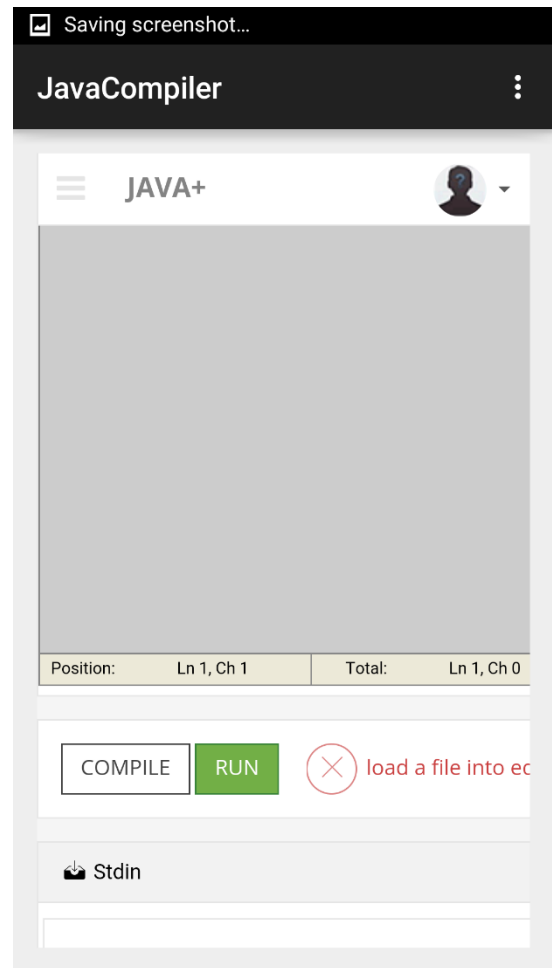 Saving screenshot...
JavaCompiler
JAVA+
?
Position: Ln 1, Ch 1 Total: Ln 1, Ch 0
COMPILE RUN load a file into ec
Stdin